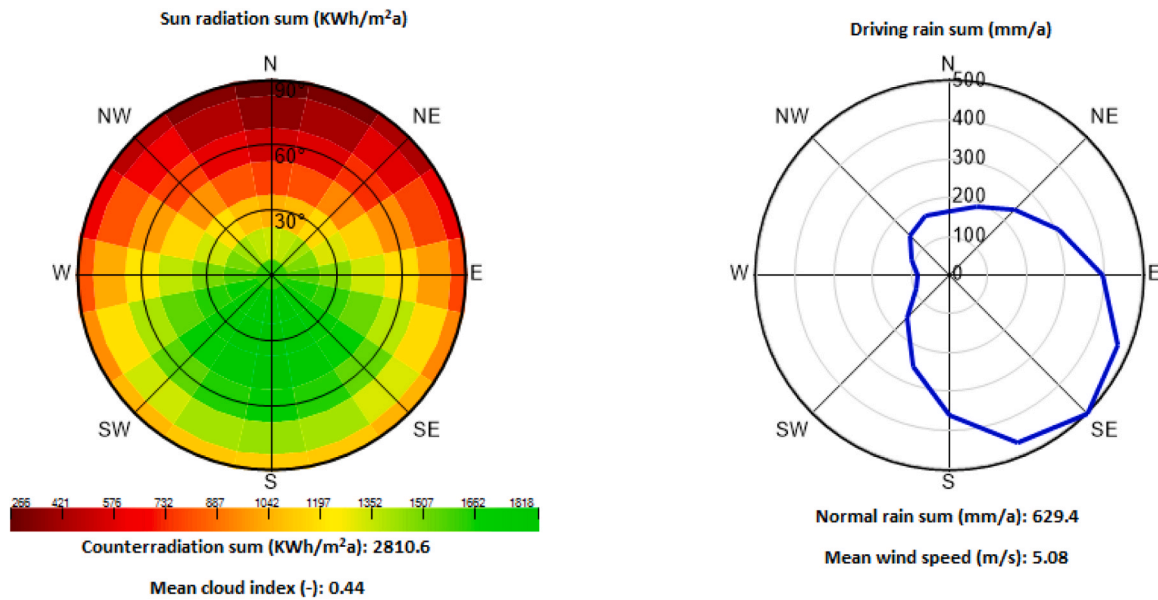 Sun radiation sum (KWh/m²a)
N
90°
NW
NE
60°
30°
W
E
SW
SE
S
266 421 576 732 887 1042 1197 1352 1507 1662 1818
Counterradiation sum (KWh/m²a): 2810.6
Mean cloud index (-): 0.44
Driving rain sum (mm/a)
N
500
NW
NE
400
300
200
100
W
0
E
SW
SE
S
Normal rain sum (mm/a): 629.4
Mean wind speed (m/s): 5.08